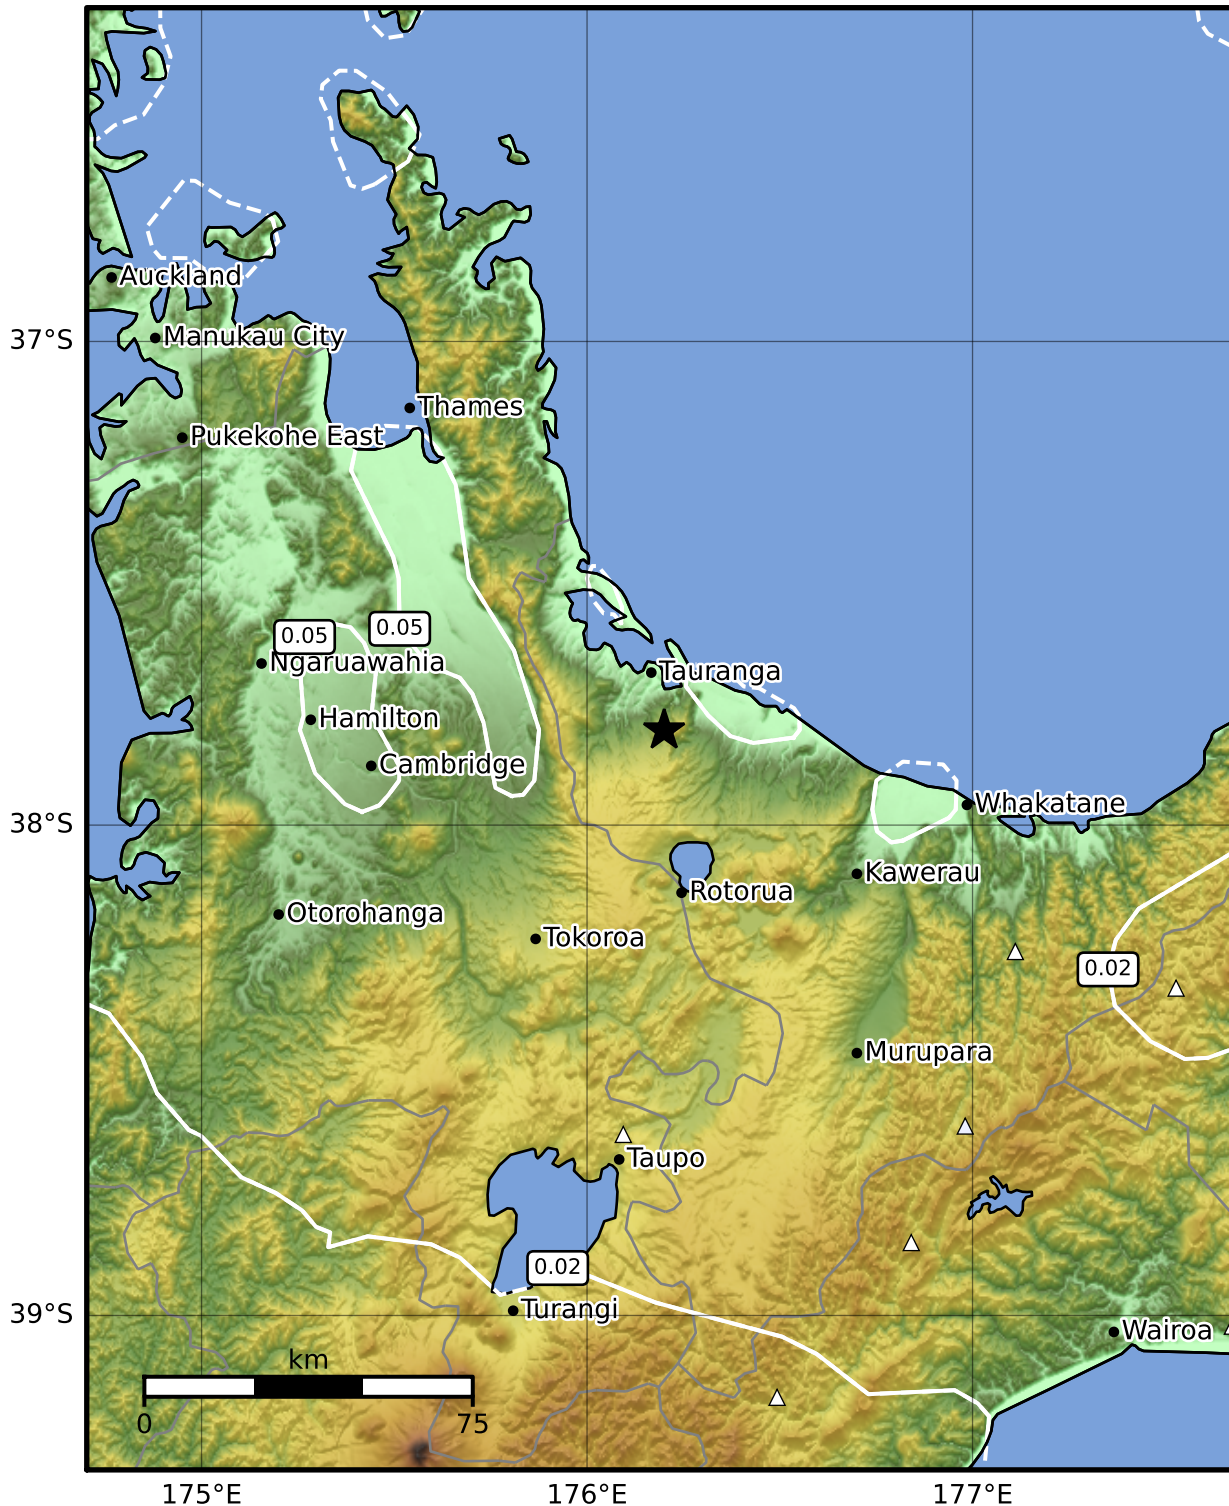 Auckland
37°S
Manukau City
Thames
Pukekohe East
0.05
0.05
Ngaruawahia
Tauranga
Hamilton
Cambridge
Whakatane
38°S
Kawerau
Rotorua
Otorohanga
Tokoroa
0.02
Murupara
Taupo
0.02
39°S
Turangi
Wairoa
km
0
75
175°E
176°E
177°E